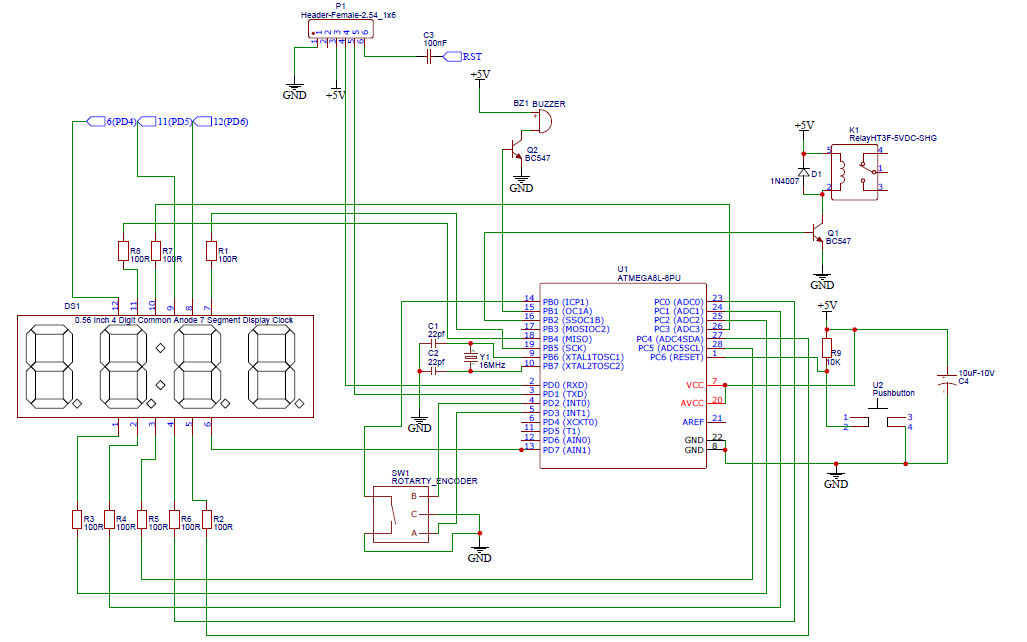 P1
Header-Female-2.54_1x6
1 2 3 4 5 6
1 2 3 4 5 6
C3
100nF
RST
GND
+5V
+5V
BZ1 BUZZER
+
Q2
BC547
GND
6(PD4)
11(PD5)
12(PD6)
+5V
K1
RelayHT3F-5VDC-SHG
5
4
1
2
3
1N4007
D1
Q1
BC547
GND
R8
100R
R7
100R
R1
100R
DS1
12 11 10 9 8 7
0.56 Inch 4 Digit Common Anode 7 Segment Display Clock
1 2 3 4 5 6
U1
ATMEGA8L-8PU
14 PB0 (ICP1)
15 PB1 (OC1A)
16 PB2 (SSOC1B)
17 PB3 (MOSIOC2)
18 PB4 (MISO)
19 PB5 (SCK)
9 PB6 (XTAL1TOSC1)
10 PB7 (XTAL2TOSC2)
2 PD0 (RXD)
3 PD1 (TXD)
4 PD2 (INT0)
5 PD3 (INT1)
6 PD4 (XCKT0)
11 PD5 (T1)
12 PD6 (AIN0)
13 PD7 (AIN1)
PC0 (ADC0) 23
PC1 (ADC1) 24
PC2 (ADC2) 25
PC3 (ADC3) 26
PC4 (ADC4SDA) 27
PC5 (ADC5SCL) 28
PC6 (RESET) 1
VCC 7
AVCC 20
AREF 21
GND 22
GND 8
C1
22pf
C2
22pf
Y1
16MHz
GND
+5V
R9
10K
10uF-10V
C4
U2
Pushbutton
1
2
3
4
GND
SW1
ROTARTY_ENCODER
B
C
A
GND
R3
100R
R4
100R
R5
100R
R6
100R
R2
100R